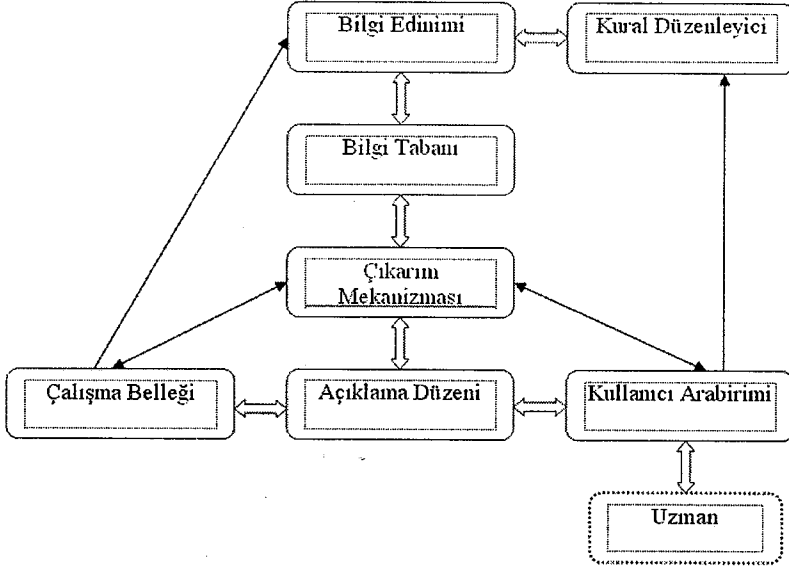 Bilgi Edinimi
Kural Düzenleyici
Bilgi Tabanı
Çıkarım
Mekanizması
Çalışma Belleği
Açıklama Düzeni
Kullanıcı Arabirimi
Uzman